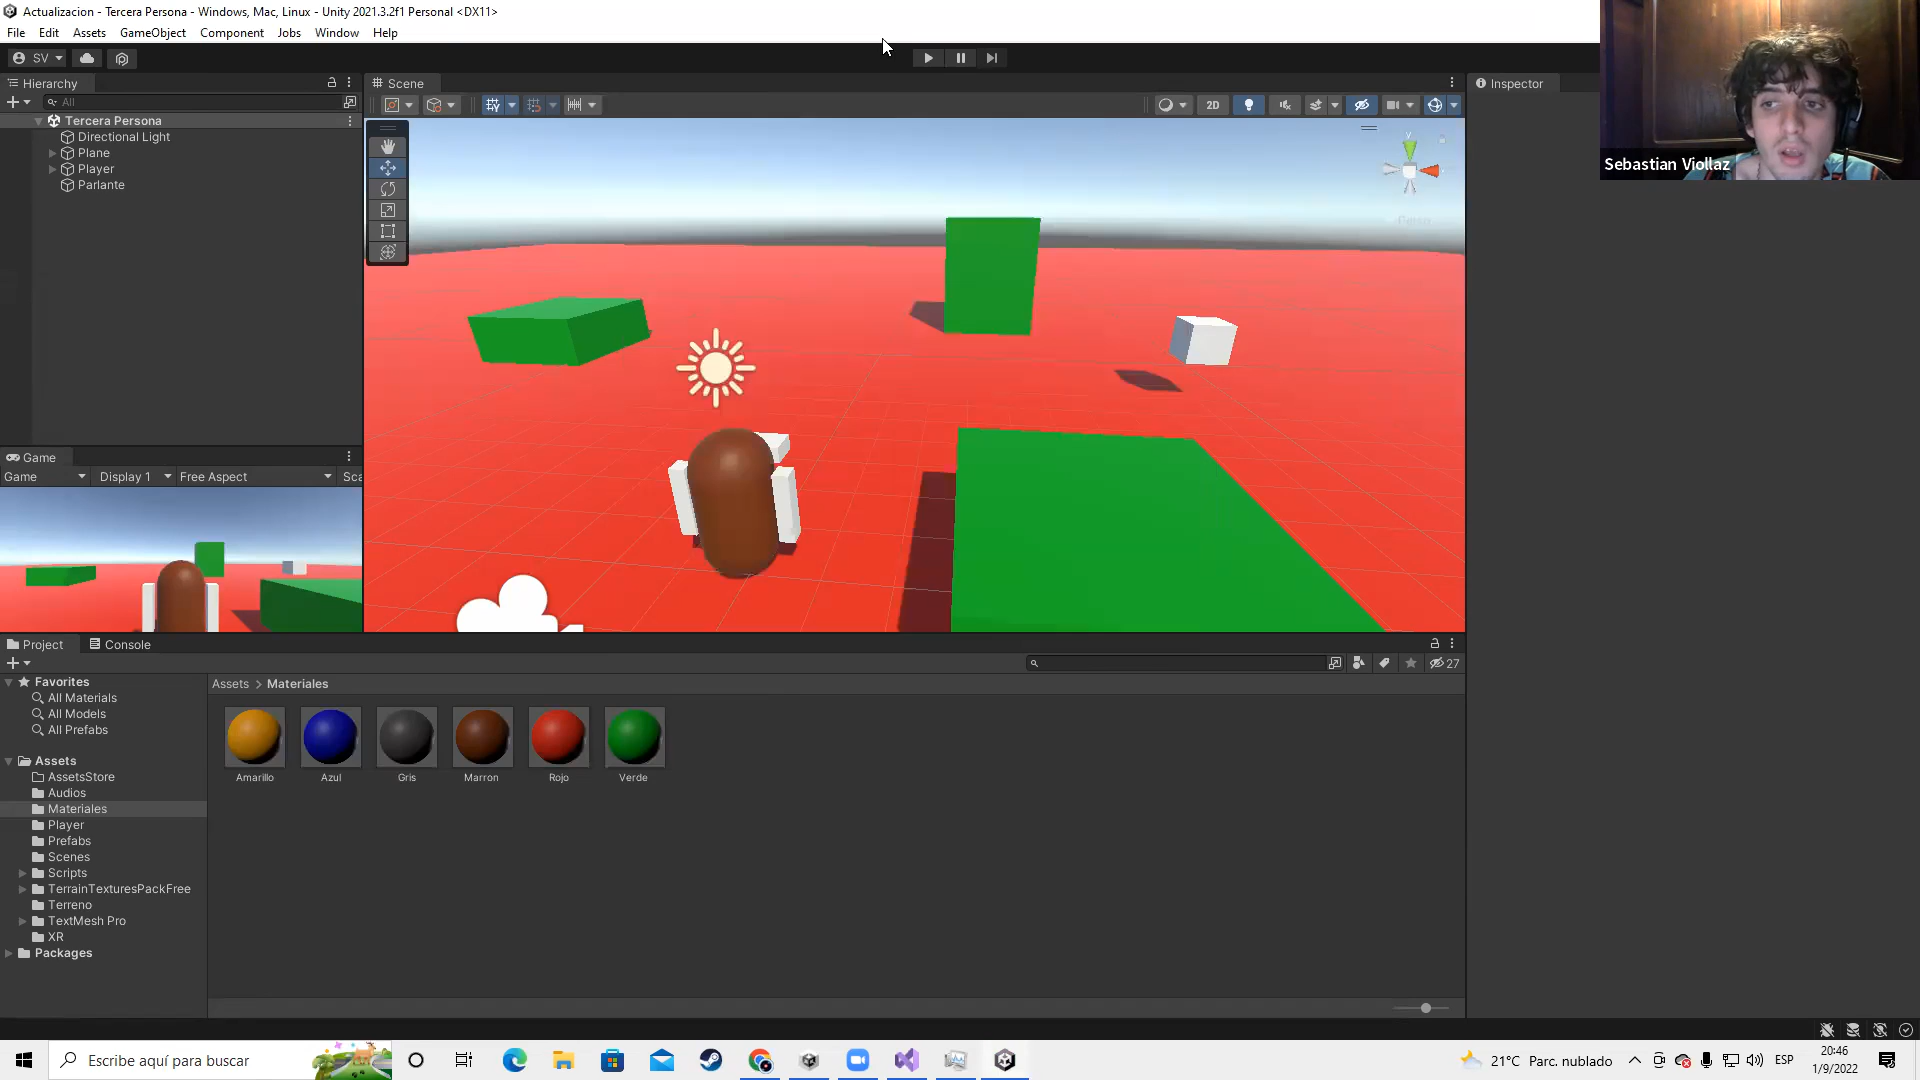 Actualizacion - Tercera Persona - Windows, Mac, Linux - Unity 2021.3.2f1 Personal <DX11>
File Edit Assets GameObject Component Jobs Window Help
SV
Hierarchy
All
Tercera Persona
Directional Light
Plane
Player
Parlante
Scene
2D
Inspector
Sebastian Viollaz
Game
Game Display 1 Free Aspect Sca
Project Console
27
Favorites
All Materials
All Models
All Prefabs
Assets
AssetsStore
Audios
Materiales
Player
Prefabs
Scenes
Scripts
TerrainTexturesPackFree
Terreno
TextMesh Pro
XR
Packages
Assets > Materiales
Amarillo Azul Gris Marron Rojo Verde
Escribe aquí para buscar
21°C Parc. nublado
ESP
20:46
1/9/2022